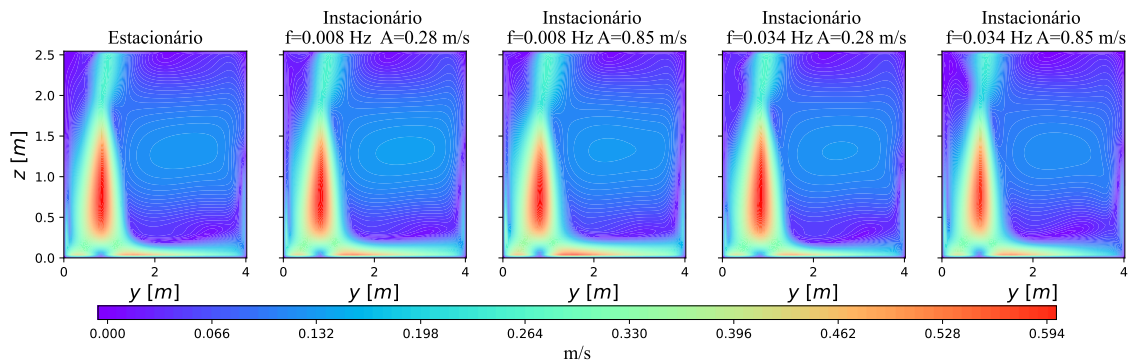 Estacionário
Instacionário
f=0.008 Hz A=0.28 m/s
Instacionário
f=0.008 Hz A=0.85 m/s
Instacionário
f=0.034 Hz A=0.28 m/s
Instacionário
f=0.034 Hz A=0.85 m/s
z [m]
2.5
2.0
1.5
1.0
0.5
0.0
0 2 4
0 2 4
0 2 4
0 2 4
0 2 4
y [m]
y [m]
y [m]
y [m]
y [m]
0.000 0.066 0.132 0.198 0.264 0.330 0.396 0.462 0.528 0.594
m/s